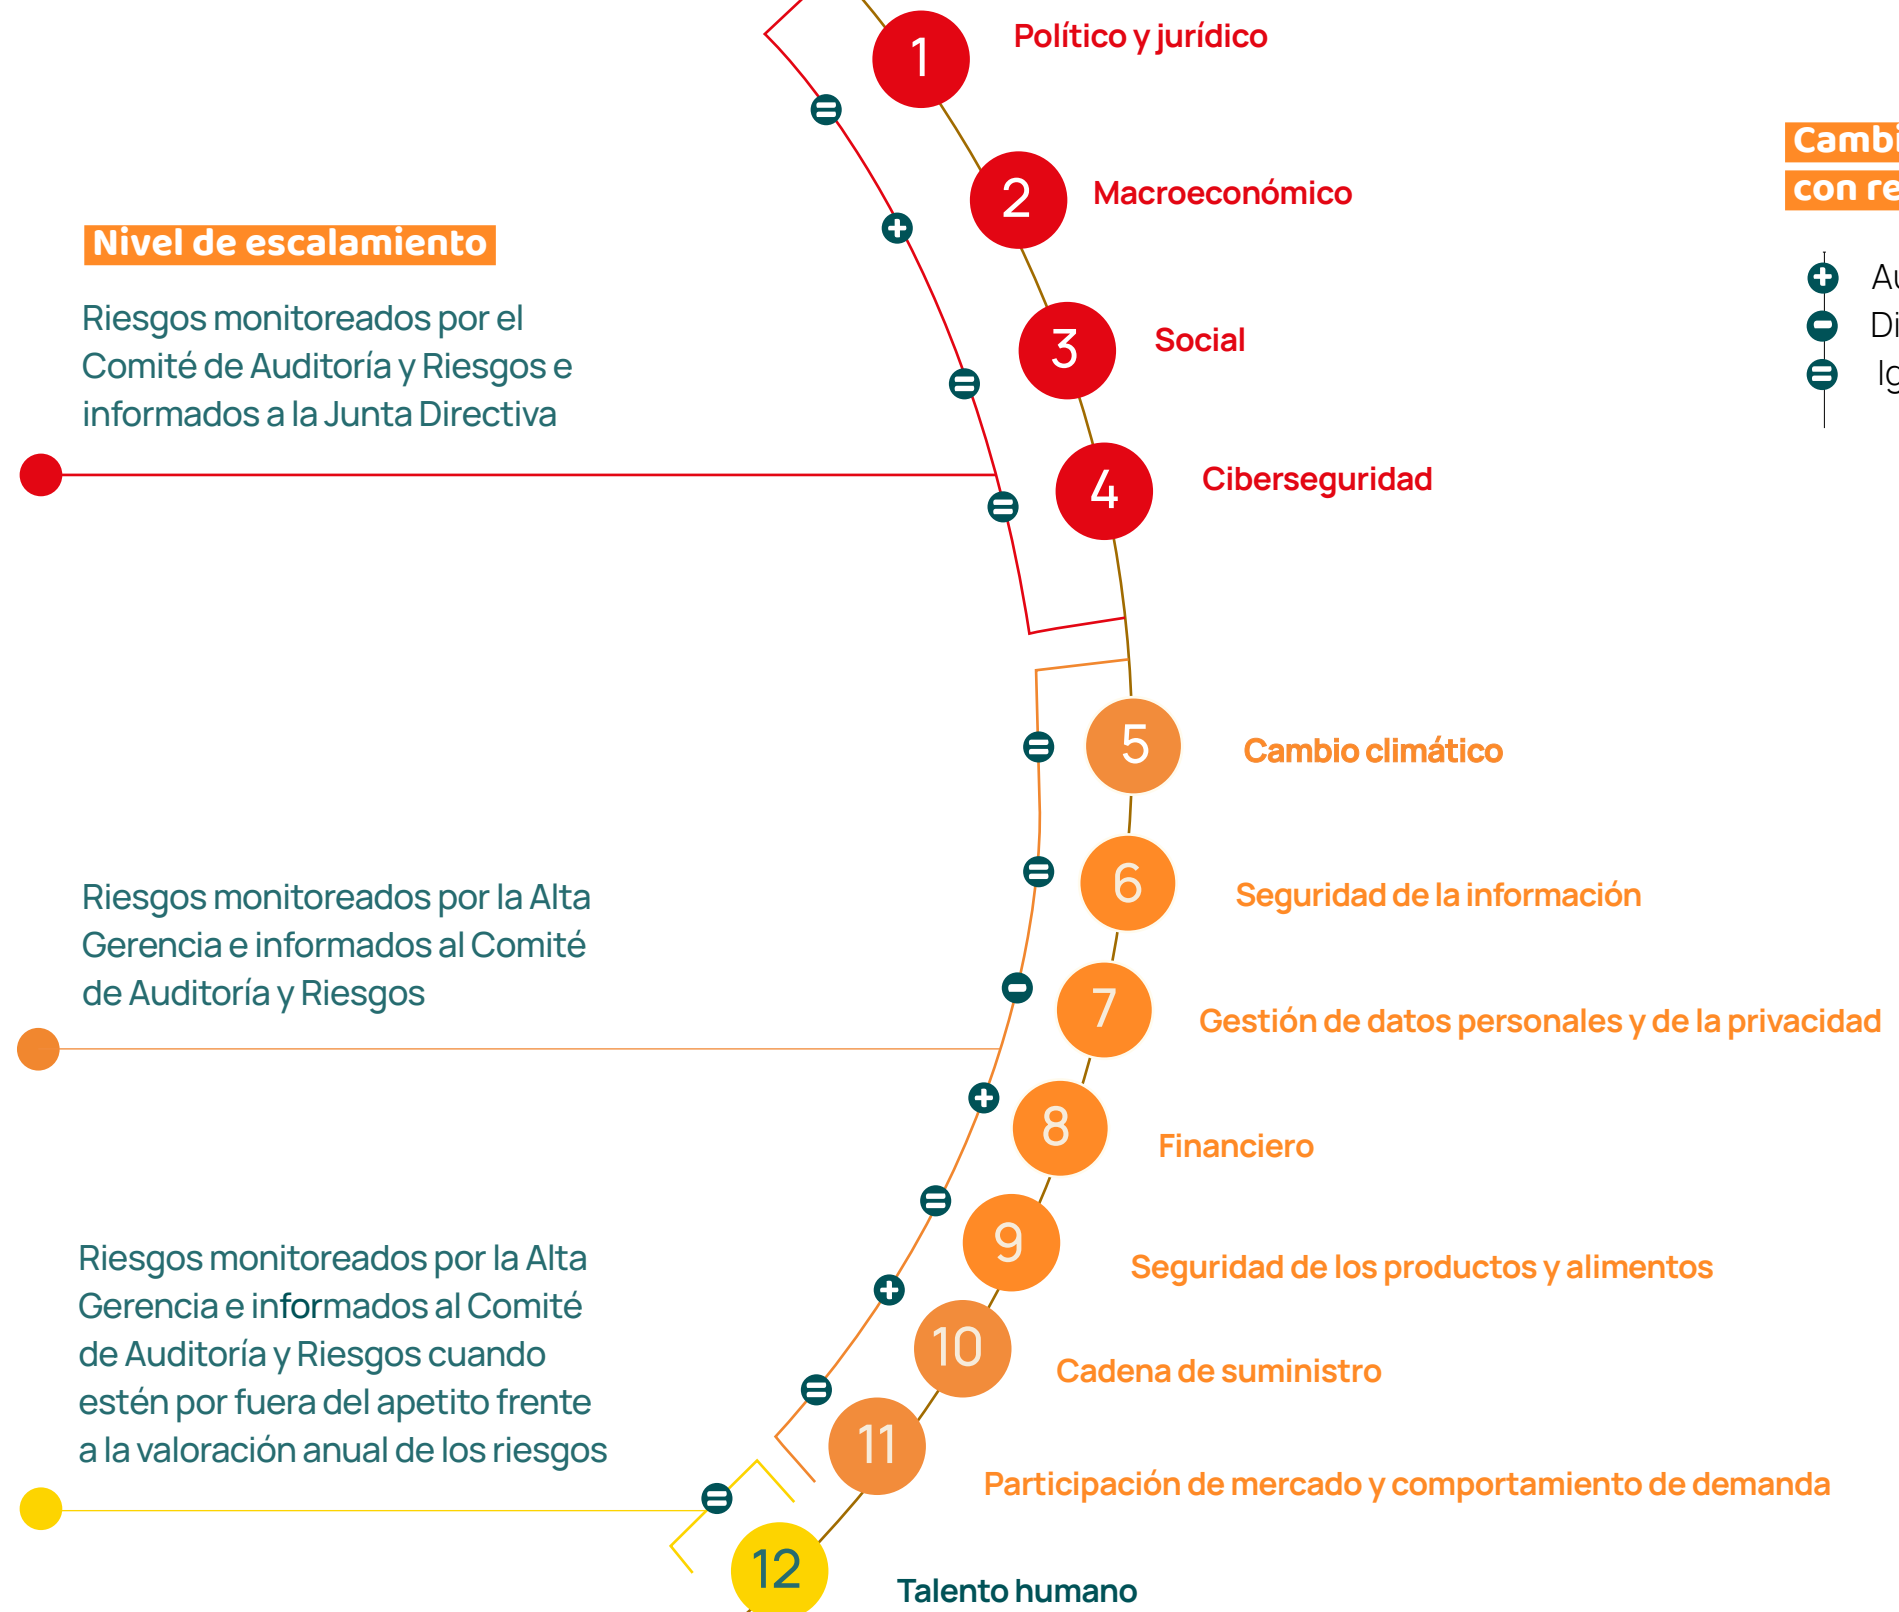 Nivel de escalamiento
Riesgos monitoreados por el
Comité de Auditoría y Riesgos e
informados a la Junta Directiva
Riesgos monitoreados por la Alta
Gerencia e informados al Comité
de Auditoría y Riesgos
Riesgos monitoreados por la Alta
Gerencia e informados al Comité
de Auditoría y Riesgos cuando
estén por fuera del apetito frente
a la valoración anual de los riesgos
1 Político y jurídico
2 Macroeconómico
3 Social
4 Ciberseguridad
5 Cambio climático
6 Seguridad de la información
7 Gestión de datos personales y de la privacidad
8 Financiero
9 Seguridad de los productos y alimentos
10 Cadena de suministro
11 Participación de mercado y comportamiento de demanda
12 Talento humano
con